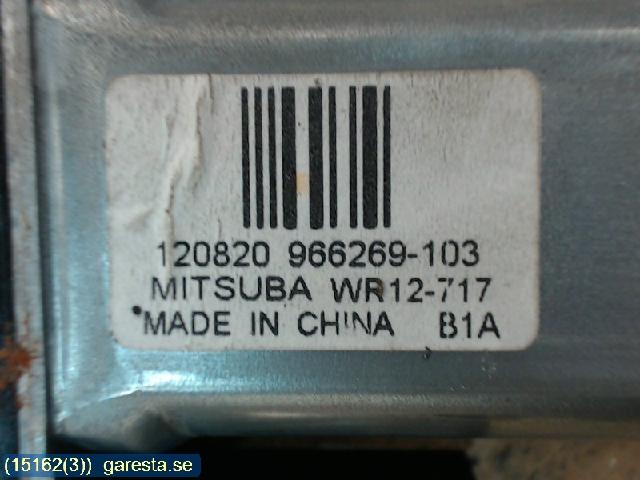 120820 966269-103
MITSUBA WR12-717
MADE IN CHINA B1A
(15162(3)) garesta.se